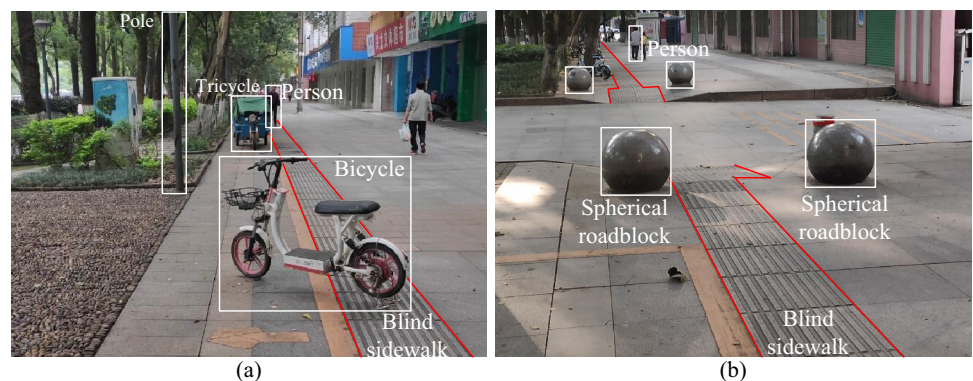 Pole
Tricycle
Person
Bicycle
Blind
sidewalk
(a)
Person
Spherical
roadblock
Spherical
roadblock
Blind
sidewalk
(b)